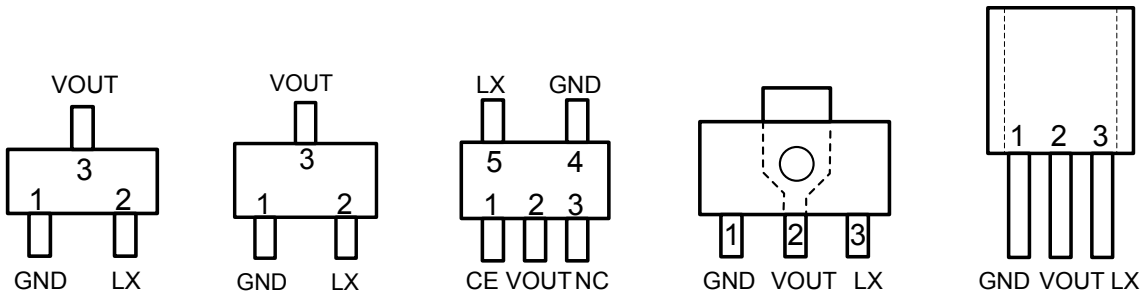 VOUT
3
1 2
GND LX
VOUT
3
1 2
GND LX
LX GND
5 4
1 2 3
CE VOUT NC
1 2 3
GND VOUT LX
1 2 3
GND VOUT LX